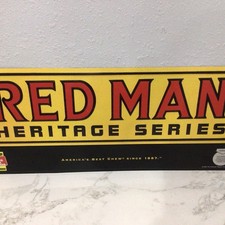 RED MAN
HERITAGE SERIES
AMERICA'S BEST CHEW SINCE 1904.